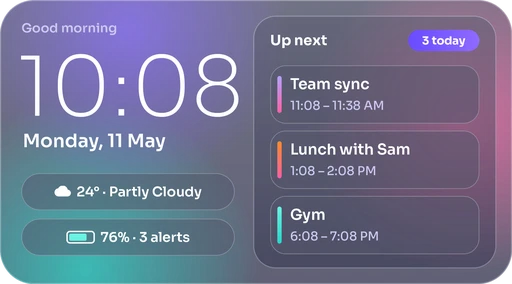 Good morning
10:08
Monday, 11 May
24° · Partly Cloudy
76% · 3 alerts
Up next
3 today
Team sync
11:08 – 11:38 AM
Lunch with Sam
1:08 – 2:08 PM
Gym
6:08 – 7:08 PM